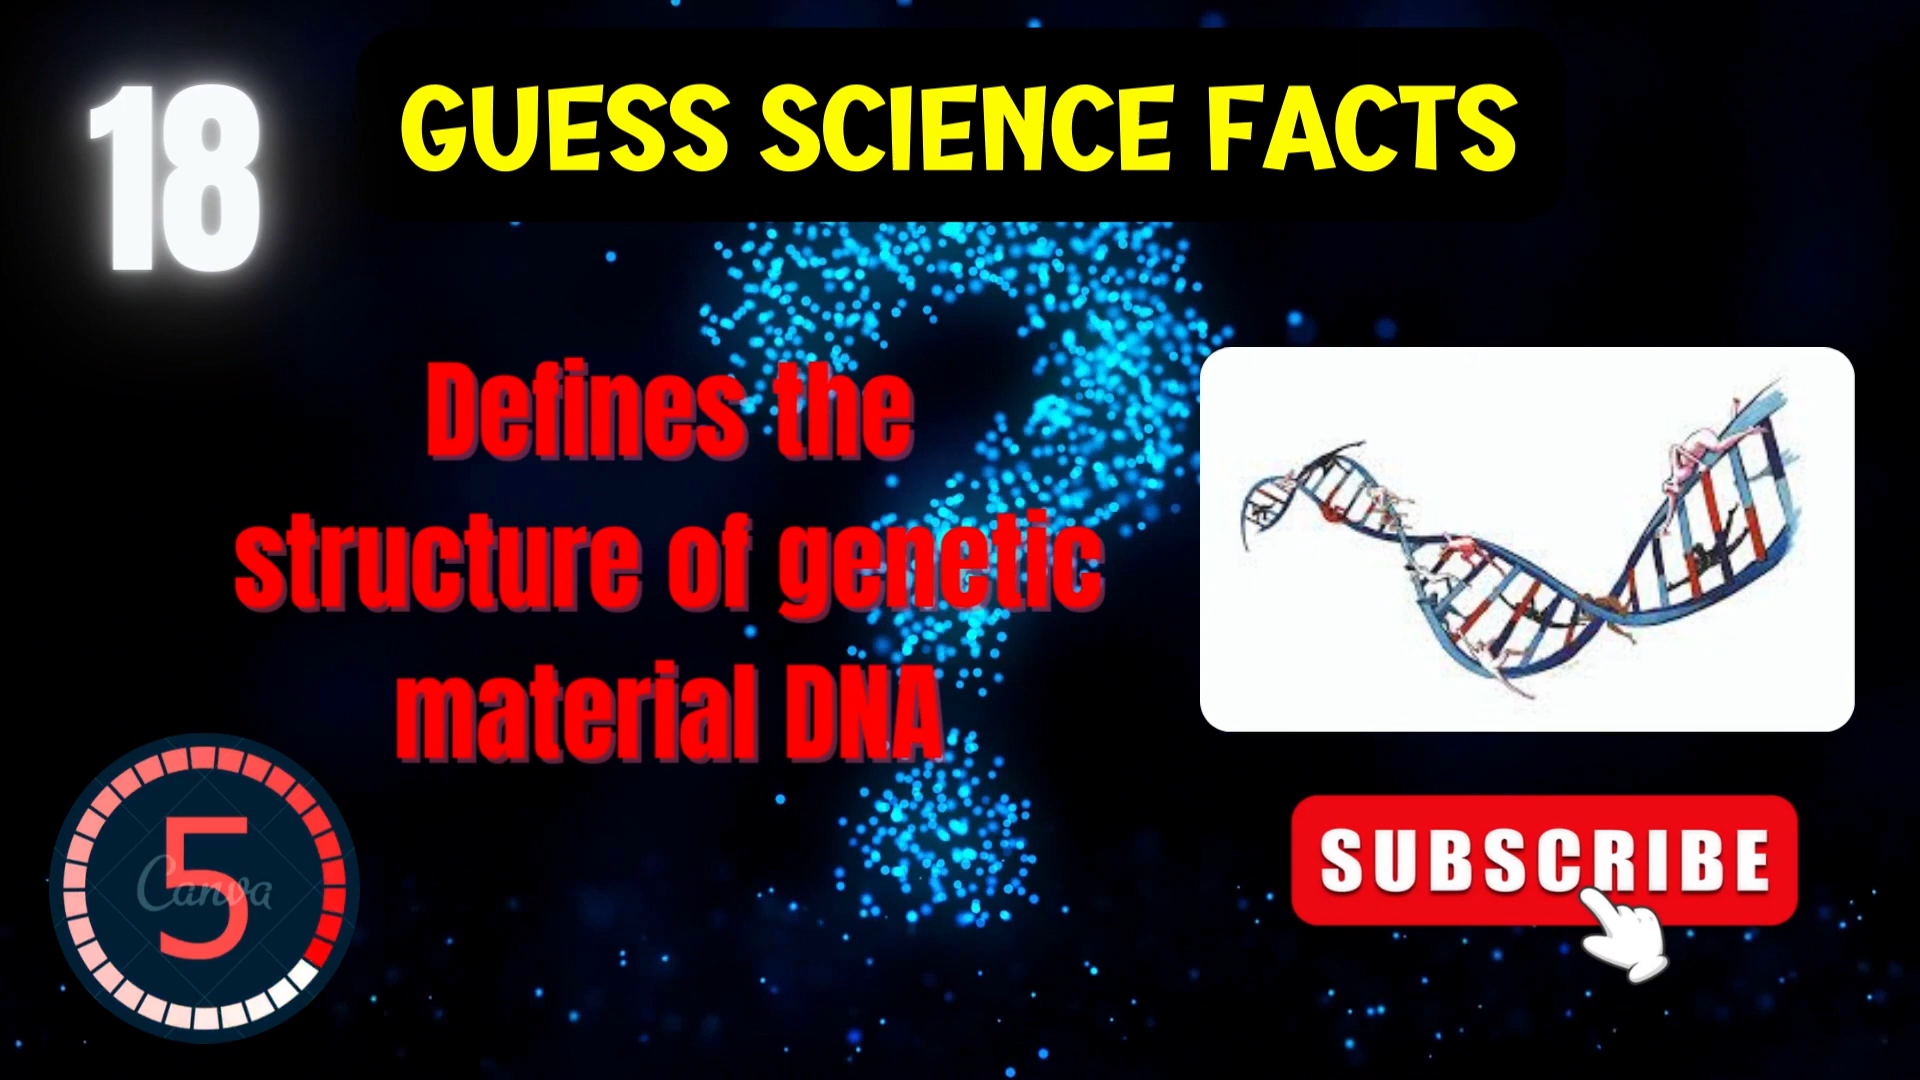 18
GUESS SCIENCE FACTS
Defines the
structure of genetic
material DNA
5
Canva
SUBSCRIBE